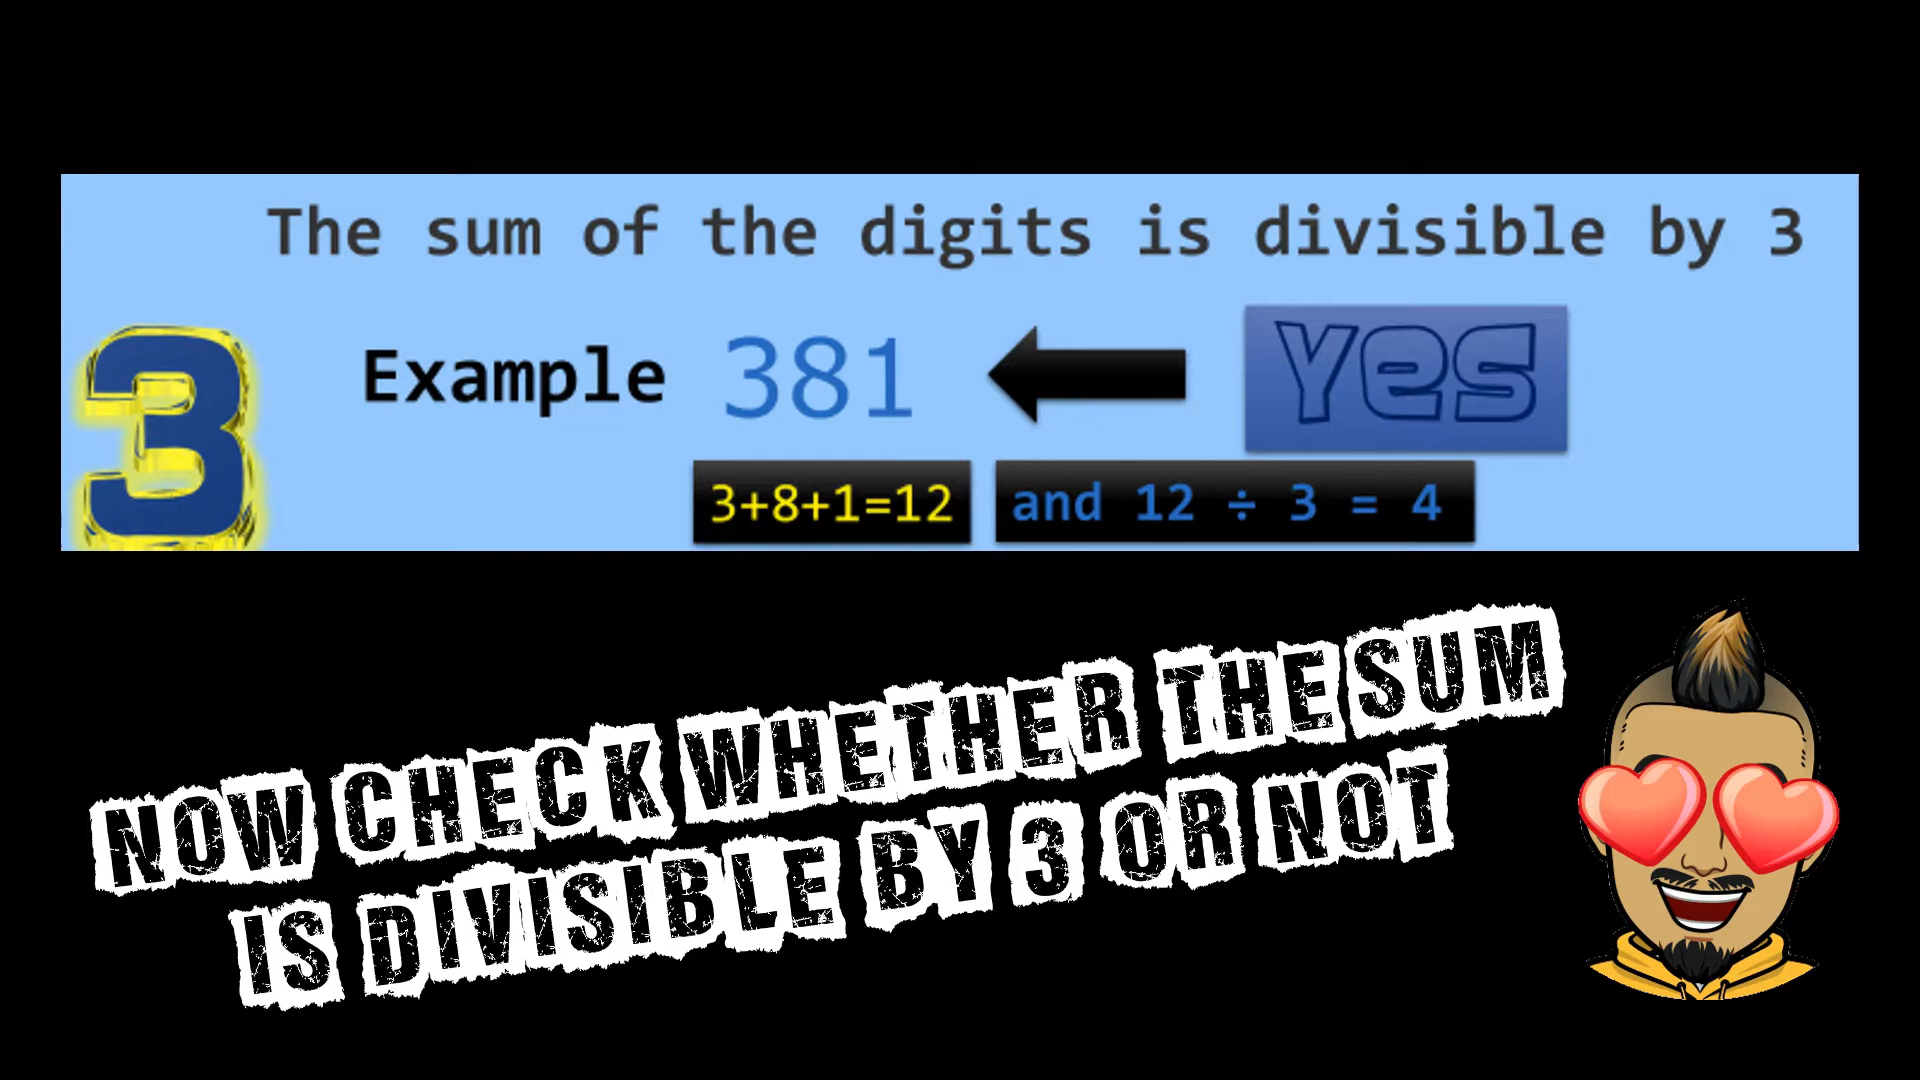 The sum of the digits is divisible by 3
3
Example 381 Yes
3+8+1=12 and 12 ÷ 3 = 4
NOW CHECK WHETHER THE SUM
IS DIVISIBLE BY 3 OR NOT